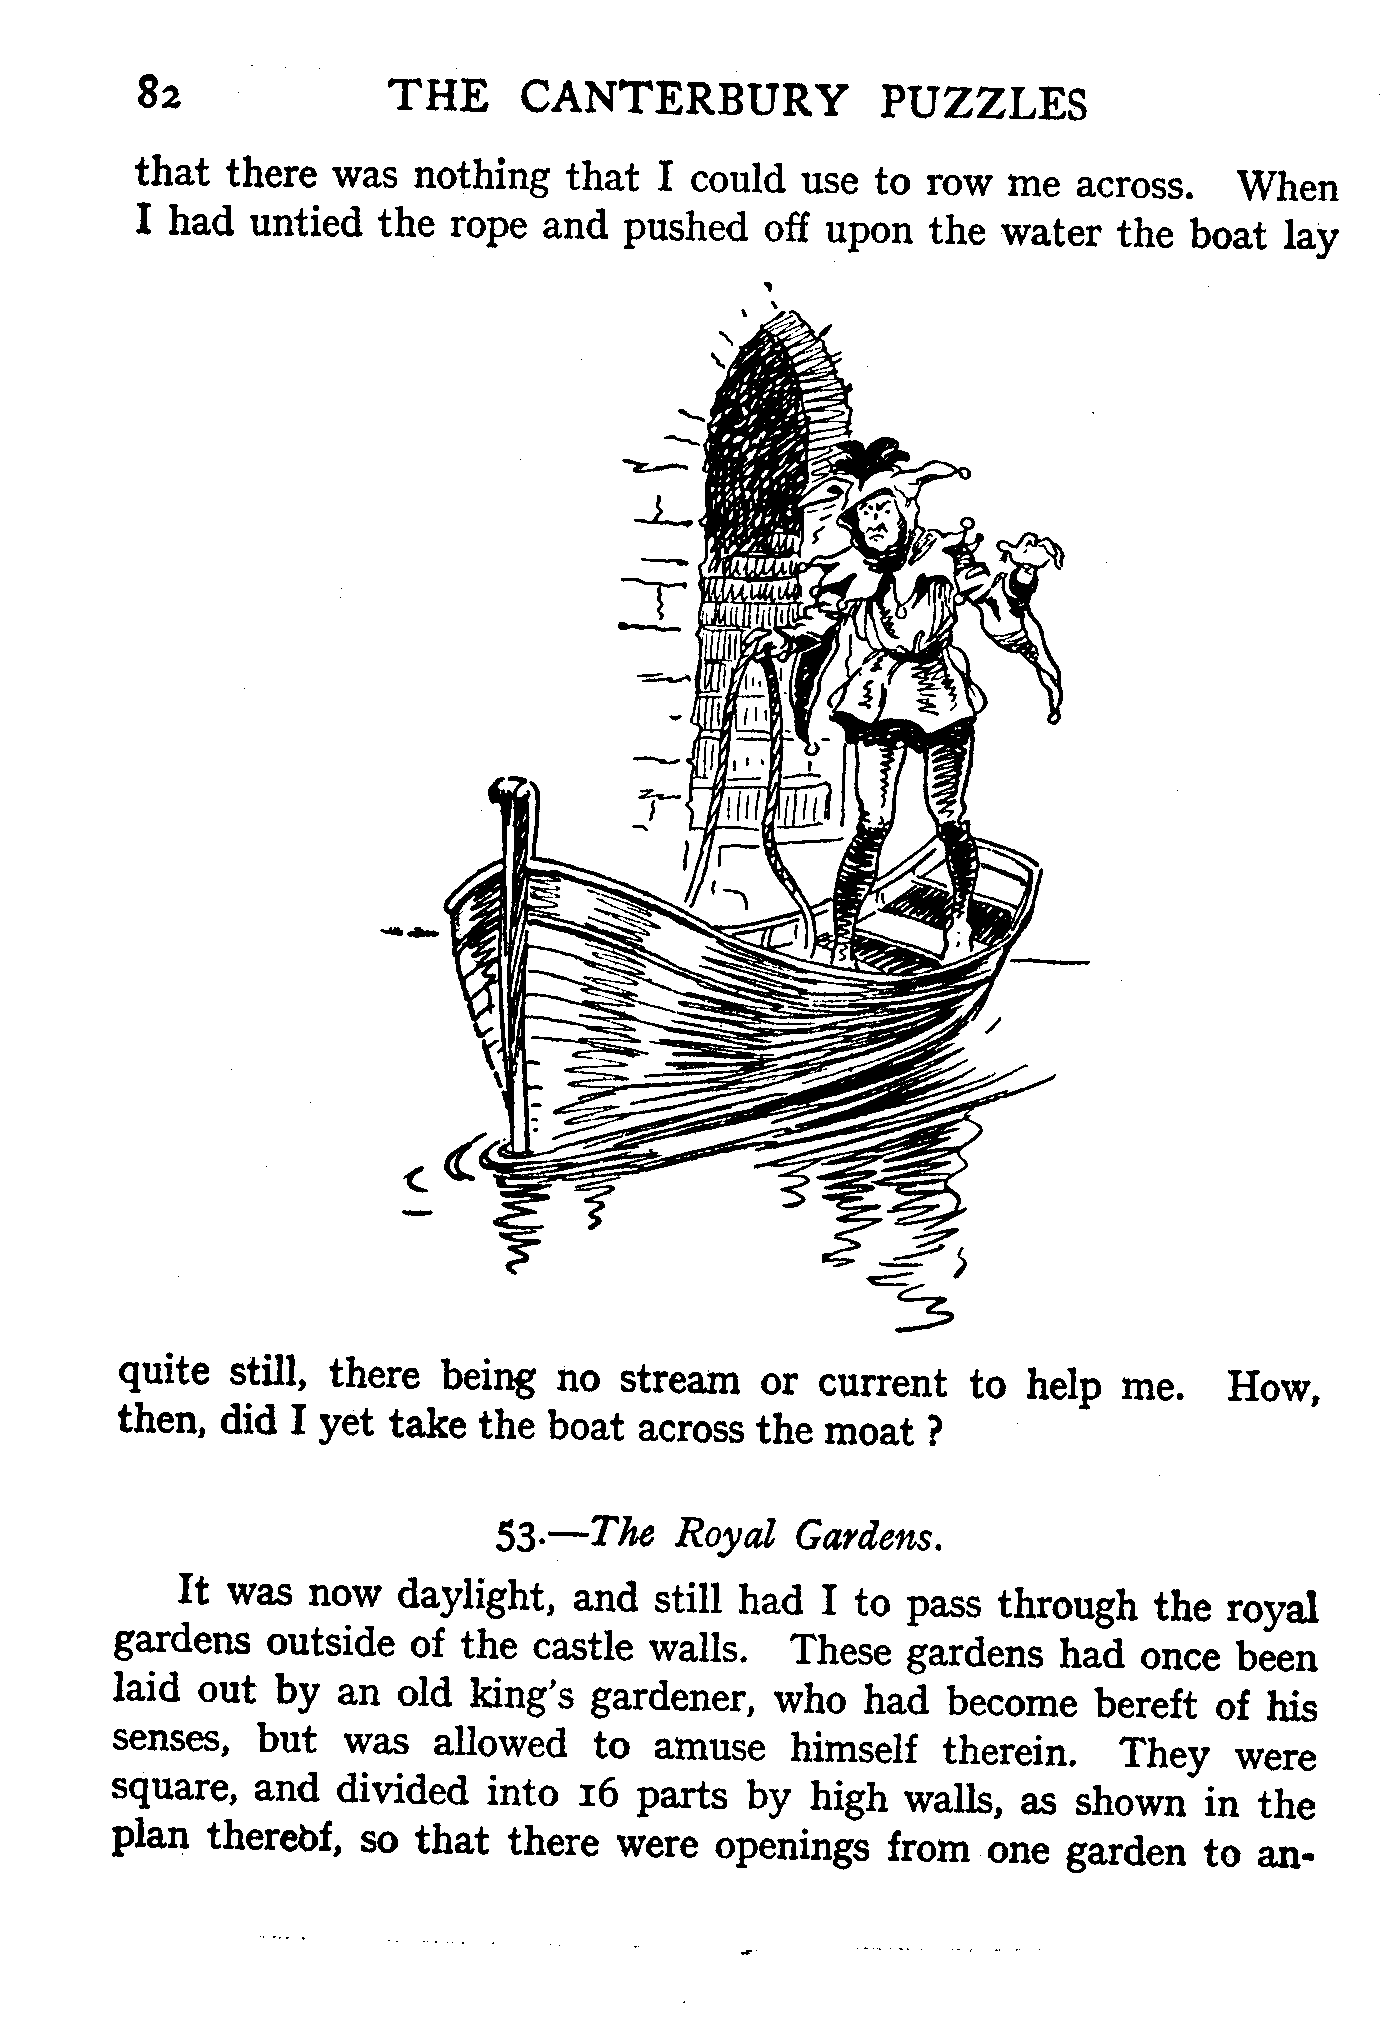 82 THE CANTERBURY PUZZLES
that there was nothing that I could use to row me across. When
I had untied the rope and pushed off upon the water the boat lay
quite still, there being no stream or current to help me. How,
then, did I yet take the boat across the moat ?
53.—The Royal Gardens.
It was now daylight, and still had I to pass through the royal
gardens outside of the castle walls. These gardens had once been
laid out by an old king's gardener, who had become bereft of his
senses, but was allowed to amuse himself therein. They were
square, and divided into 16 parts by high walls, as shown in the
plan thereof, so that there were openings from one garden to an-